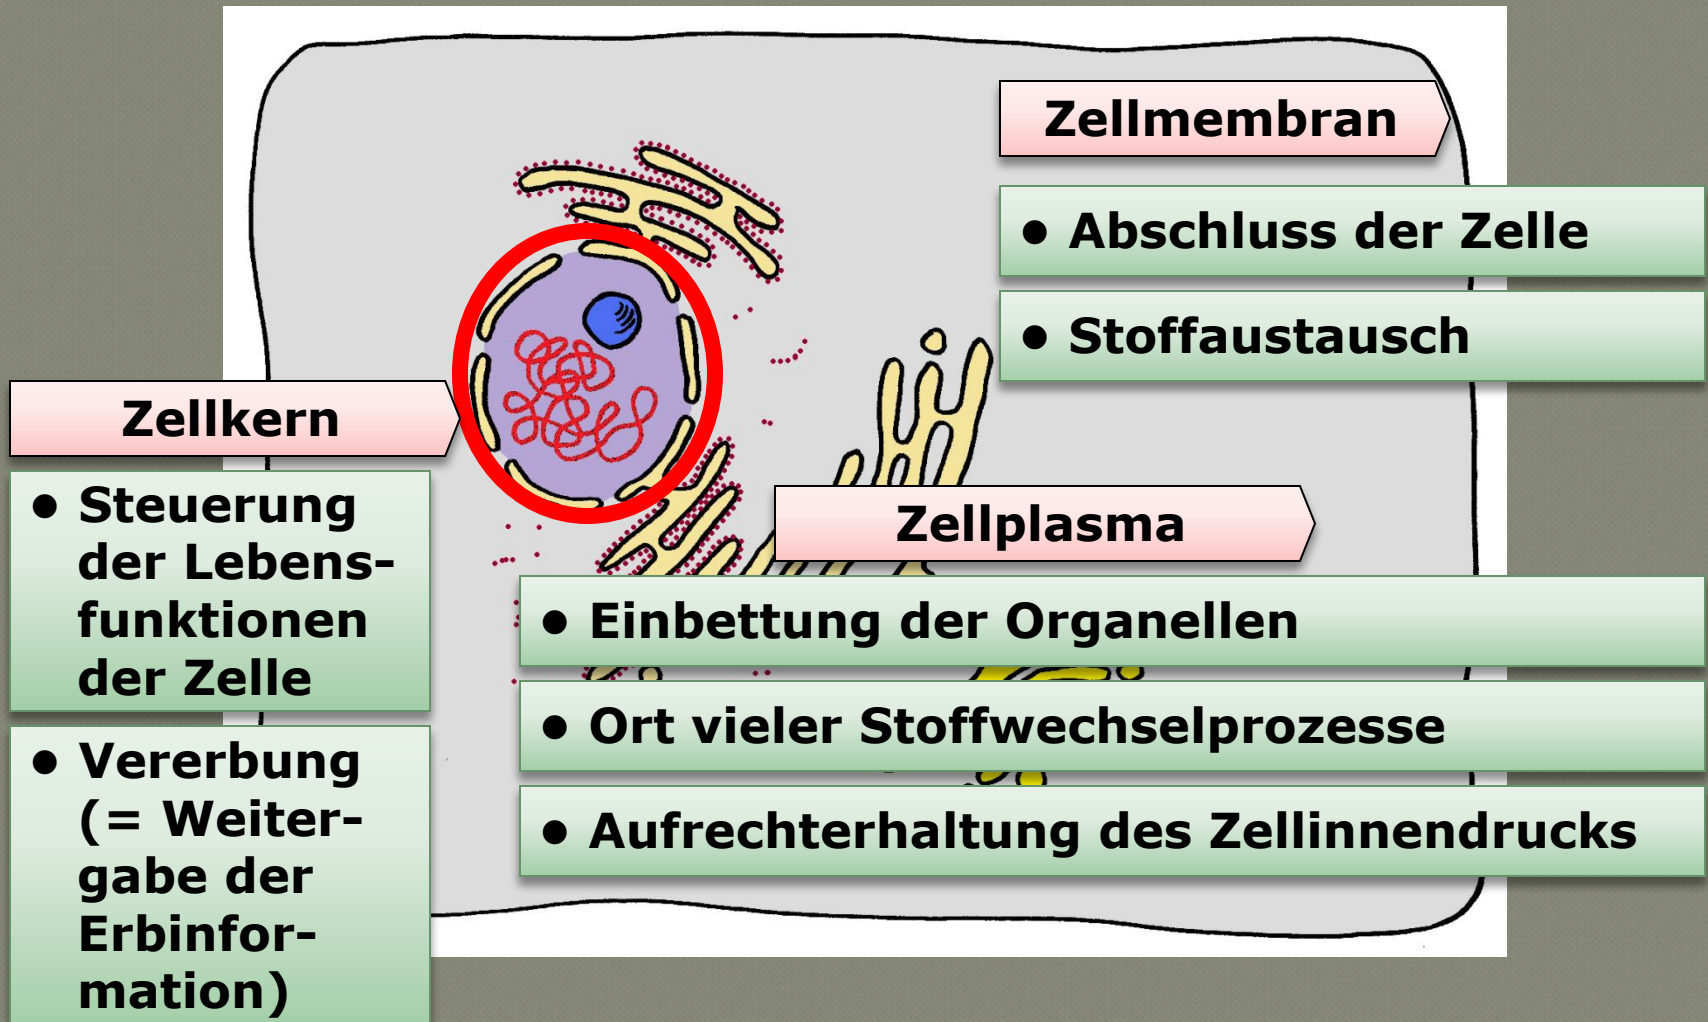 Zellmembran
● Abschluss der Zelle
● Stoffaustausch
Zellkern
● Steuerung
der Lebens-
funktionen
der Zelle
● Vererbung
(= Weiter-
gabe der
Erbinfor-
mation)
Zellplasma
● Einbettung der Organellen
● Ort vieler Stoffwechselprozesse
● Aufrechterhaltung des Zellinnendrucks